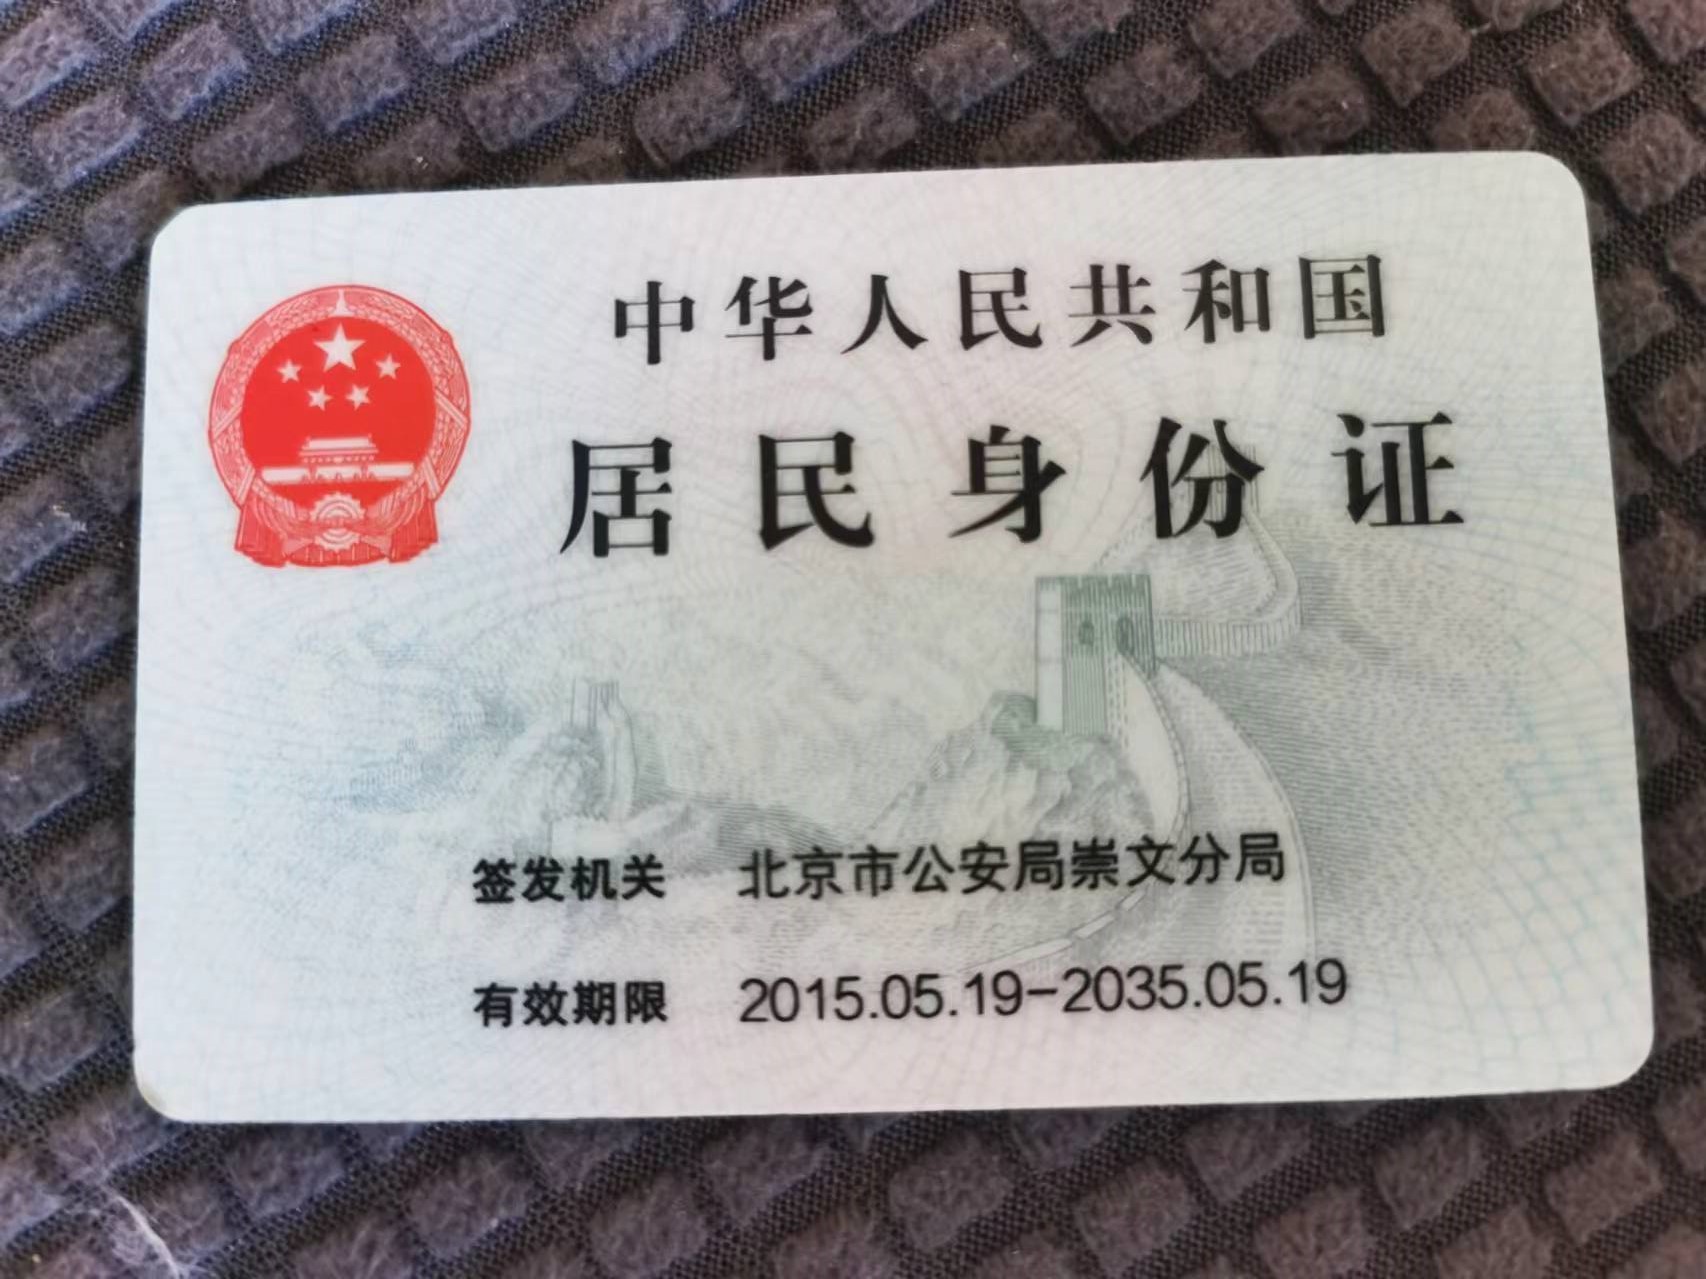 中华人民共和国
居民身份证
签发机关 北京市公安局崇文分局
有效期限 2015.05.19-2035.05.19